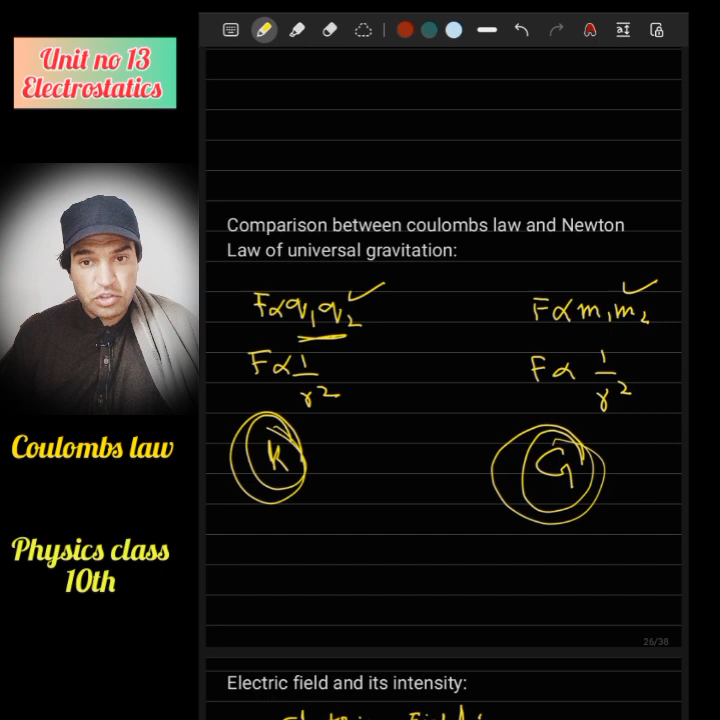 Unit no 13
Electrostatics
Comparison between coulombs law and Newton
Law of universal gravitation:
F∝q₁q₂ ✓
F∝m₁m₂ ✓
F∝1/r²
F∝ 1/r²
K
G
Coulombs law
Physics class
10th
26/38
Electric field and its intensity: